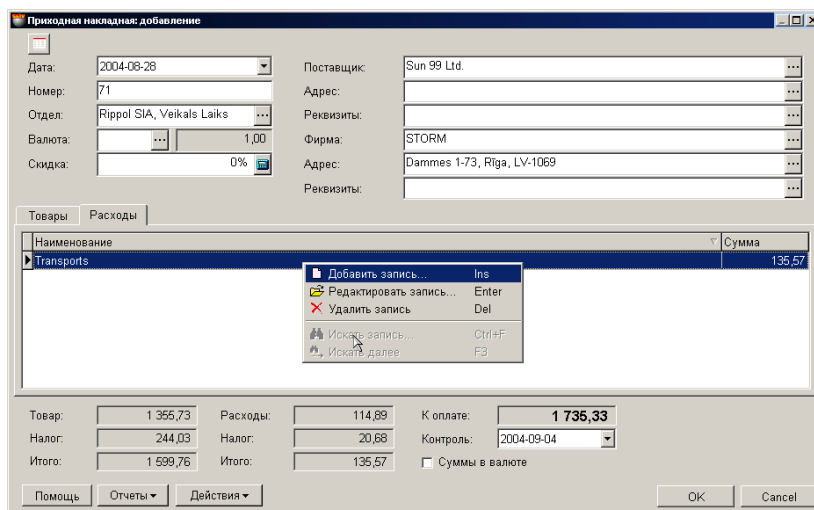 Приходная накладная: добавление
Дата: 2004-08-28 Поставщик: Sun 99 Ltd. ...
Номер: 71 Адрес: ...
Отдел: Rippol SIA, Veikals Laiks ... Реквизиты: ...
Валюта: ... 1,00 Фирма: STORM ...
Скидка: 0% Адрес: Dammes 1-73, Rīga, LV-1069 ...
Реквизиты: ...
Товары Расходы
Наименование Сумма
Transports 135,57
Добавить запись... Ins
Редактировать запись... Enter
Удалить запись Del
Искать запись... Ctrl+F
Искать далее F3
Товар: 1 355,73 Расходы: 114,89 К оплате: 1 735,33
Налог: 244,03 Налог: 20,68 Контроль: 2004-09-04
Итого: 1 599,76 Итого: 135,57 Суммы в валюте
Помощь Отчеты Действия OK Cancel